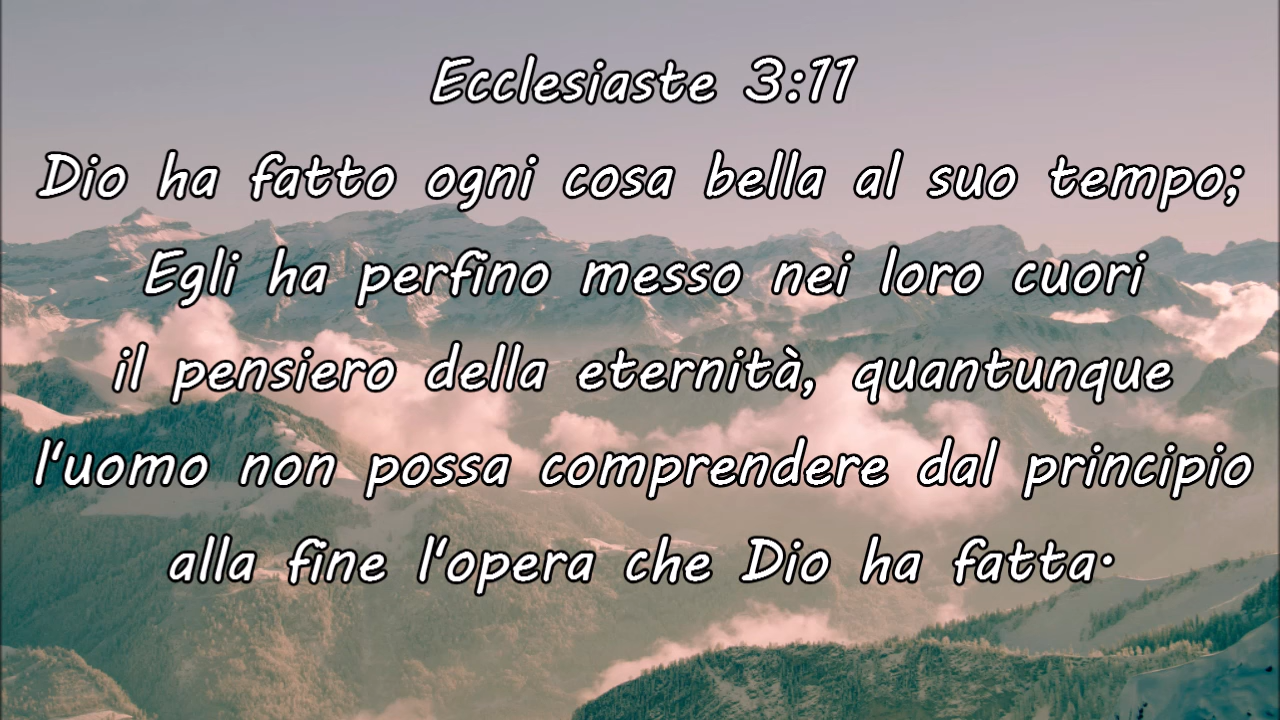 Ecclesiaste 3:11
Dio ha fatto ogni cosa bella al suo tempo;
Egli ha perfino messo nei loro cuori
il pensiero della eternità, quantunque
l'uomo non possa comprendere dal principio
alla fine l'opera che Dio ha fatta.